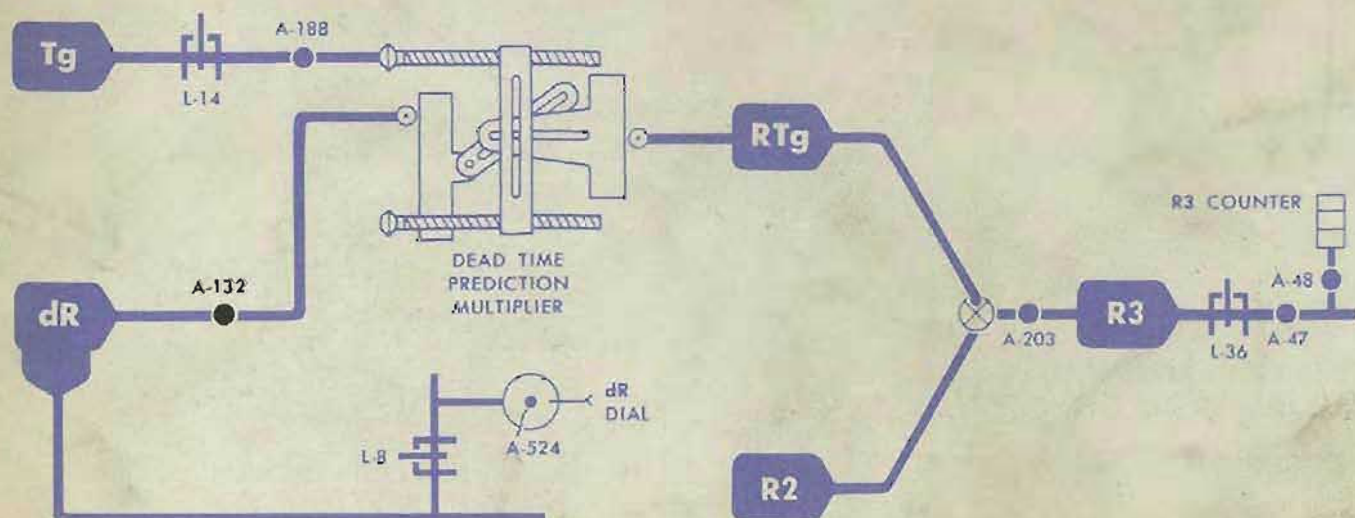 Tg
L-14
A-188
DEAD TIME
PREDICTION
MULTIPLIER
RTg
R3 COUNTER
A-48
dR
A-132
A-203
R3
L-36
A-47
L-8
A-524
dR
DIAL
R2